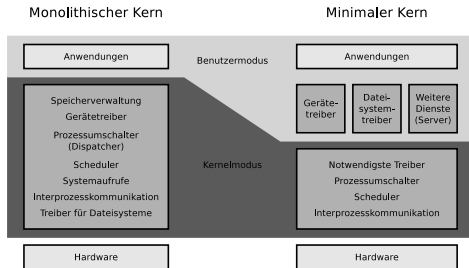 Monolithischer Kern
Minimaler Kern
Anwendungen
Benutzermodus
Anwendungen
Speicherverwaltung
Gerätetreiber
Prozessumschalter
(Dispatcher)
Scheduler
Systemaufrufe
Interprozesskommunikation
Treiber für Dateisysteme
Kernelmodus
Geräte-
treiber
Datei-
system-
treiber
Weitere
Dienste
(Server)
Notwendigste Treiber
Prozessumschalter
Scheduler
Interprozesskommunikation
Hardware
Hardware